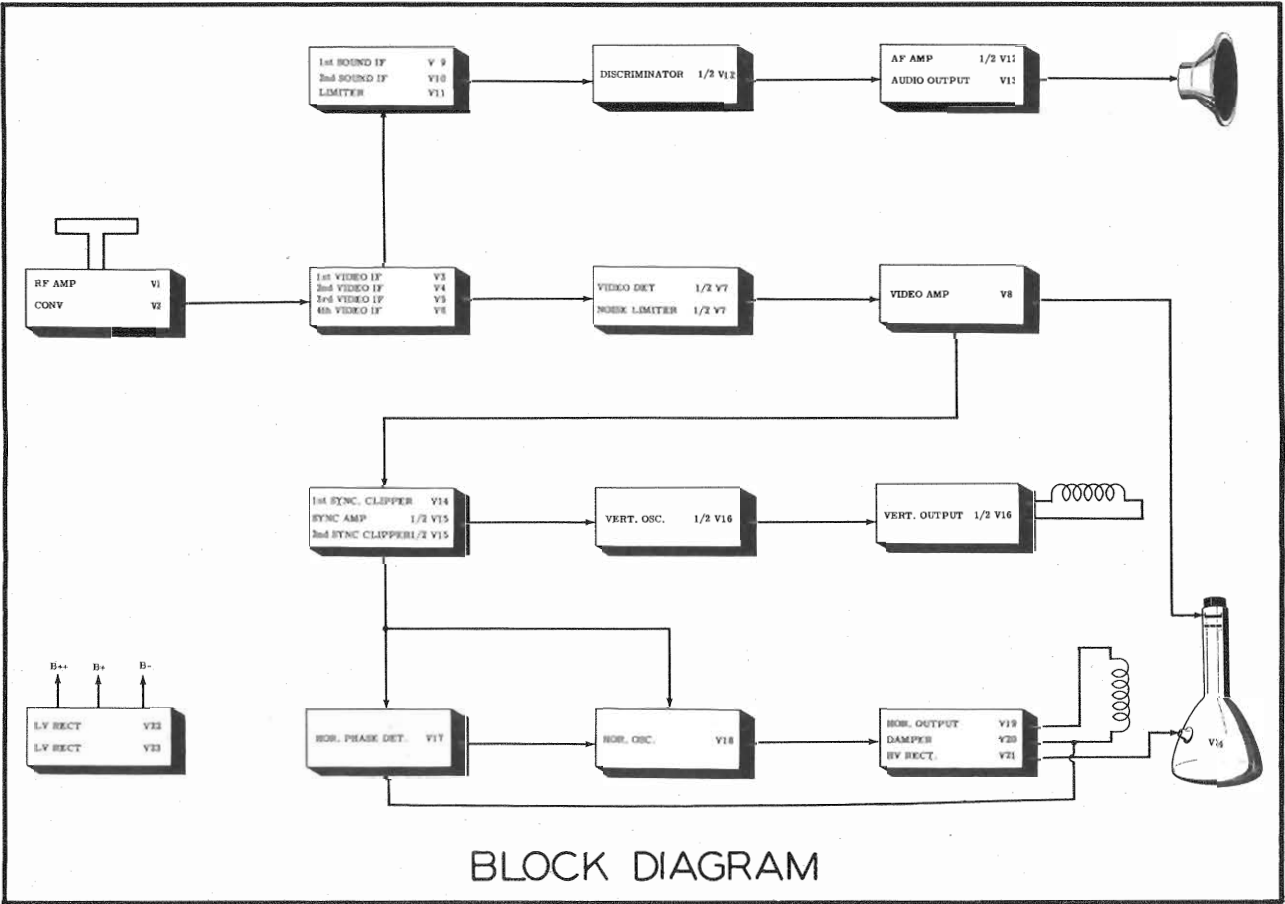 1st SOUND IF V 9
2nd SOUND IF V10
LIMITER V11
DISCRIMINATOR 1/2 V12
AF AMP 1/2 V12
AUDIO OUTPUT V13
RF AMP V1
CONV V2
1st VIDEO IF V3
2nd VIDEO IF V4
3rd VIDEO IF V5
4th VIDEO IF V6
VIDEO DET 1/2 V7
NOISE LIMITER 1/2 V7
VIDEO AMP V8
1st SYNC. CLIPPER V14
SYNC AMP 1/2 V15
2nd SYNC CLIPPER1/2 V15
VERT. OSC. 1/2 V16
VERT. OUTPUT 1/2 V16
B++ B+ B-
LV RECT V22
LV RECT V23
HOR. PHASE DET. V17
HOR. OSC. V18
HOR. OUTPUT V19
DAMPER V20
HV RECT. V21
BLOCK DIAGRAM